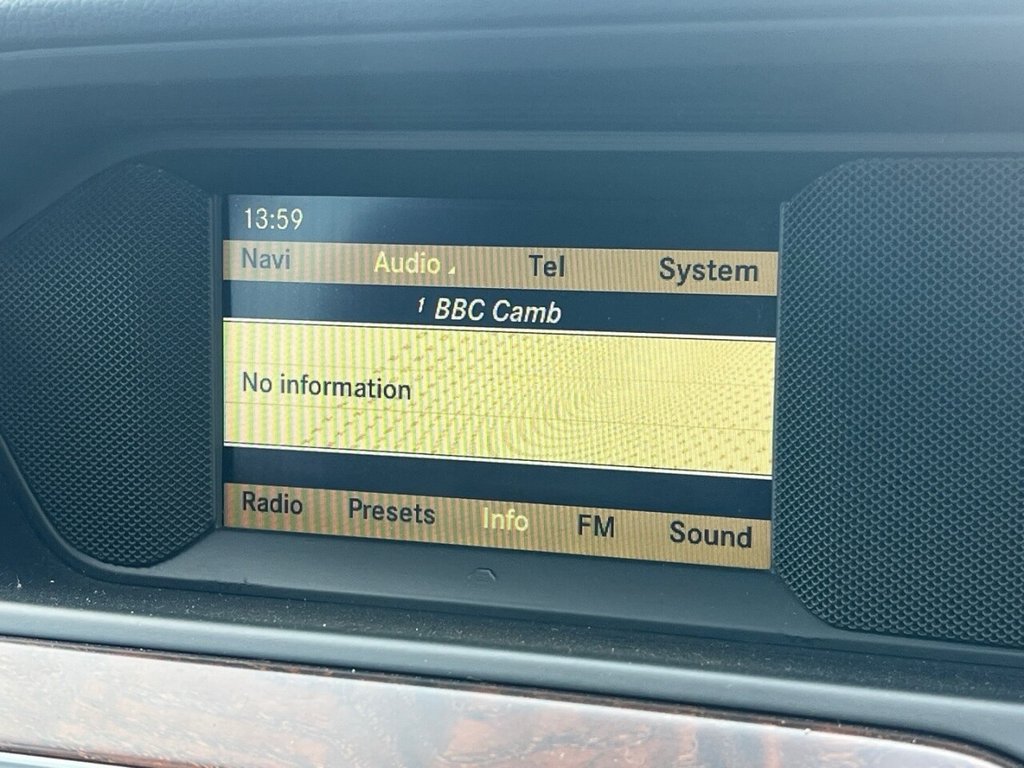 13:59
Navi Audio Tel System
1 BBC Camb
No information
Radio Presets Info FM Sound